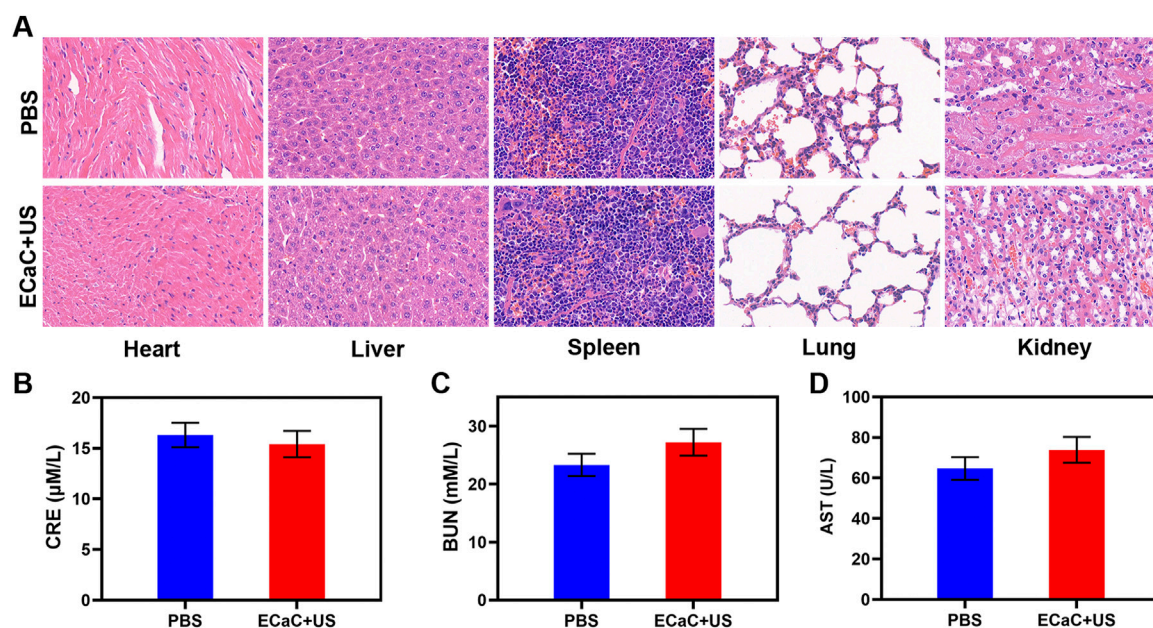 A
PBS
ECaC+US
Heart Liver Spleen Lung Kidney
B
CRE (µM/L)
20
15
10
5
0
PBS ECaC+US
C
BUN (mM/L)
30
20
10
0
PBS ECaC+US
D
AST (U/L)
100
80
60
40
20
0
PBS ECaC+US